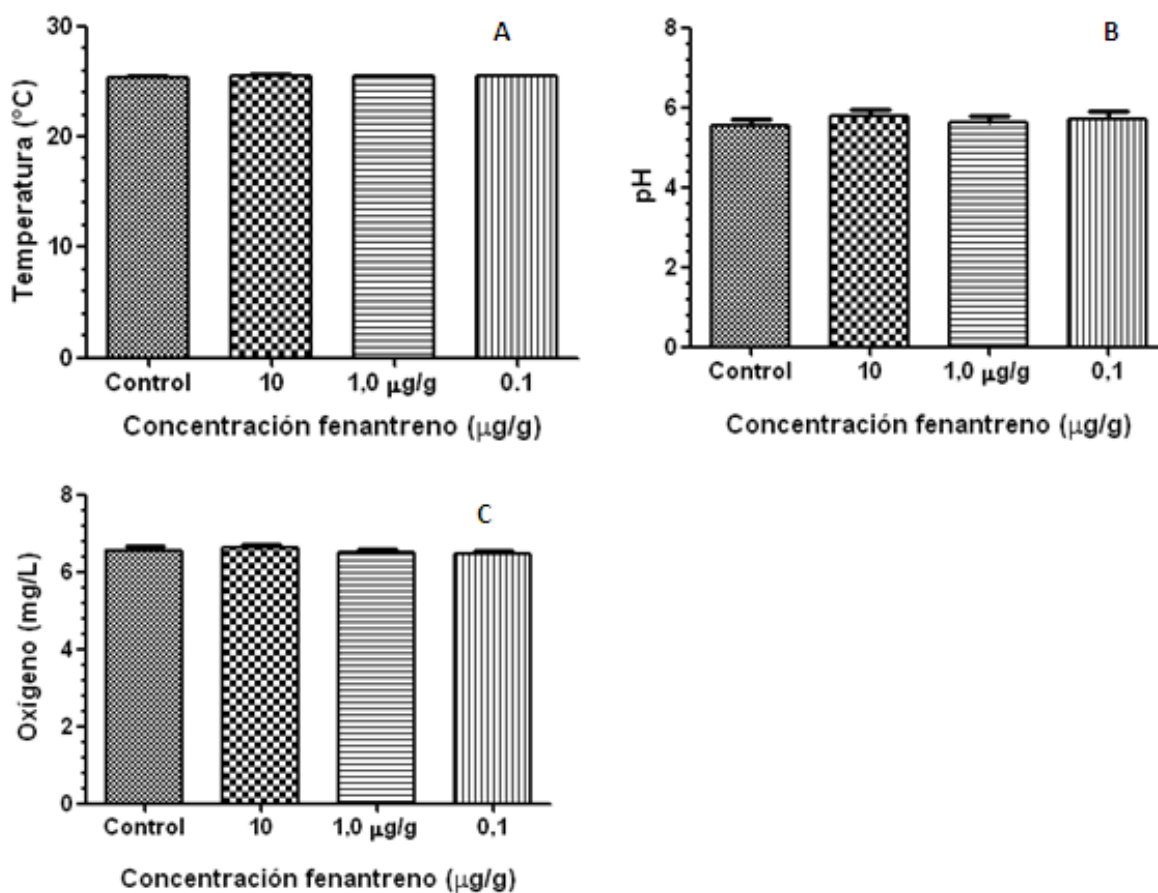 A
Temperatura (°C)
30
20
10
0
Control
10
1,0 μg/g
0.1
Concentración fenantreno (μg/g)
B
pH
8
6
4
2
0
Control
10
1,0 μg/g
0,1
Concentración fenantreno (μg/g)
C
Oxígeno (mg/L)
8
6
4
2
0
Control
10
1,0 μg/g
0,1
Concentración fenantreno (μg/g)